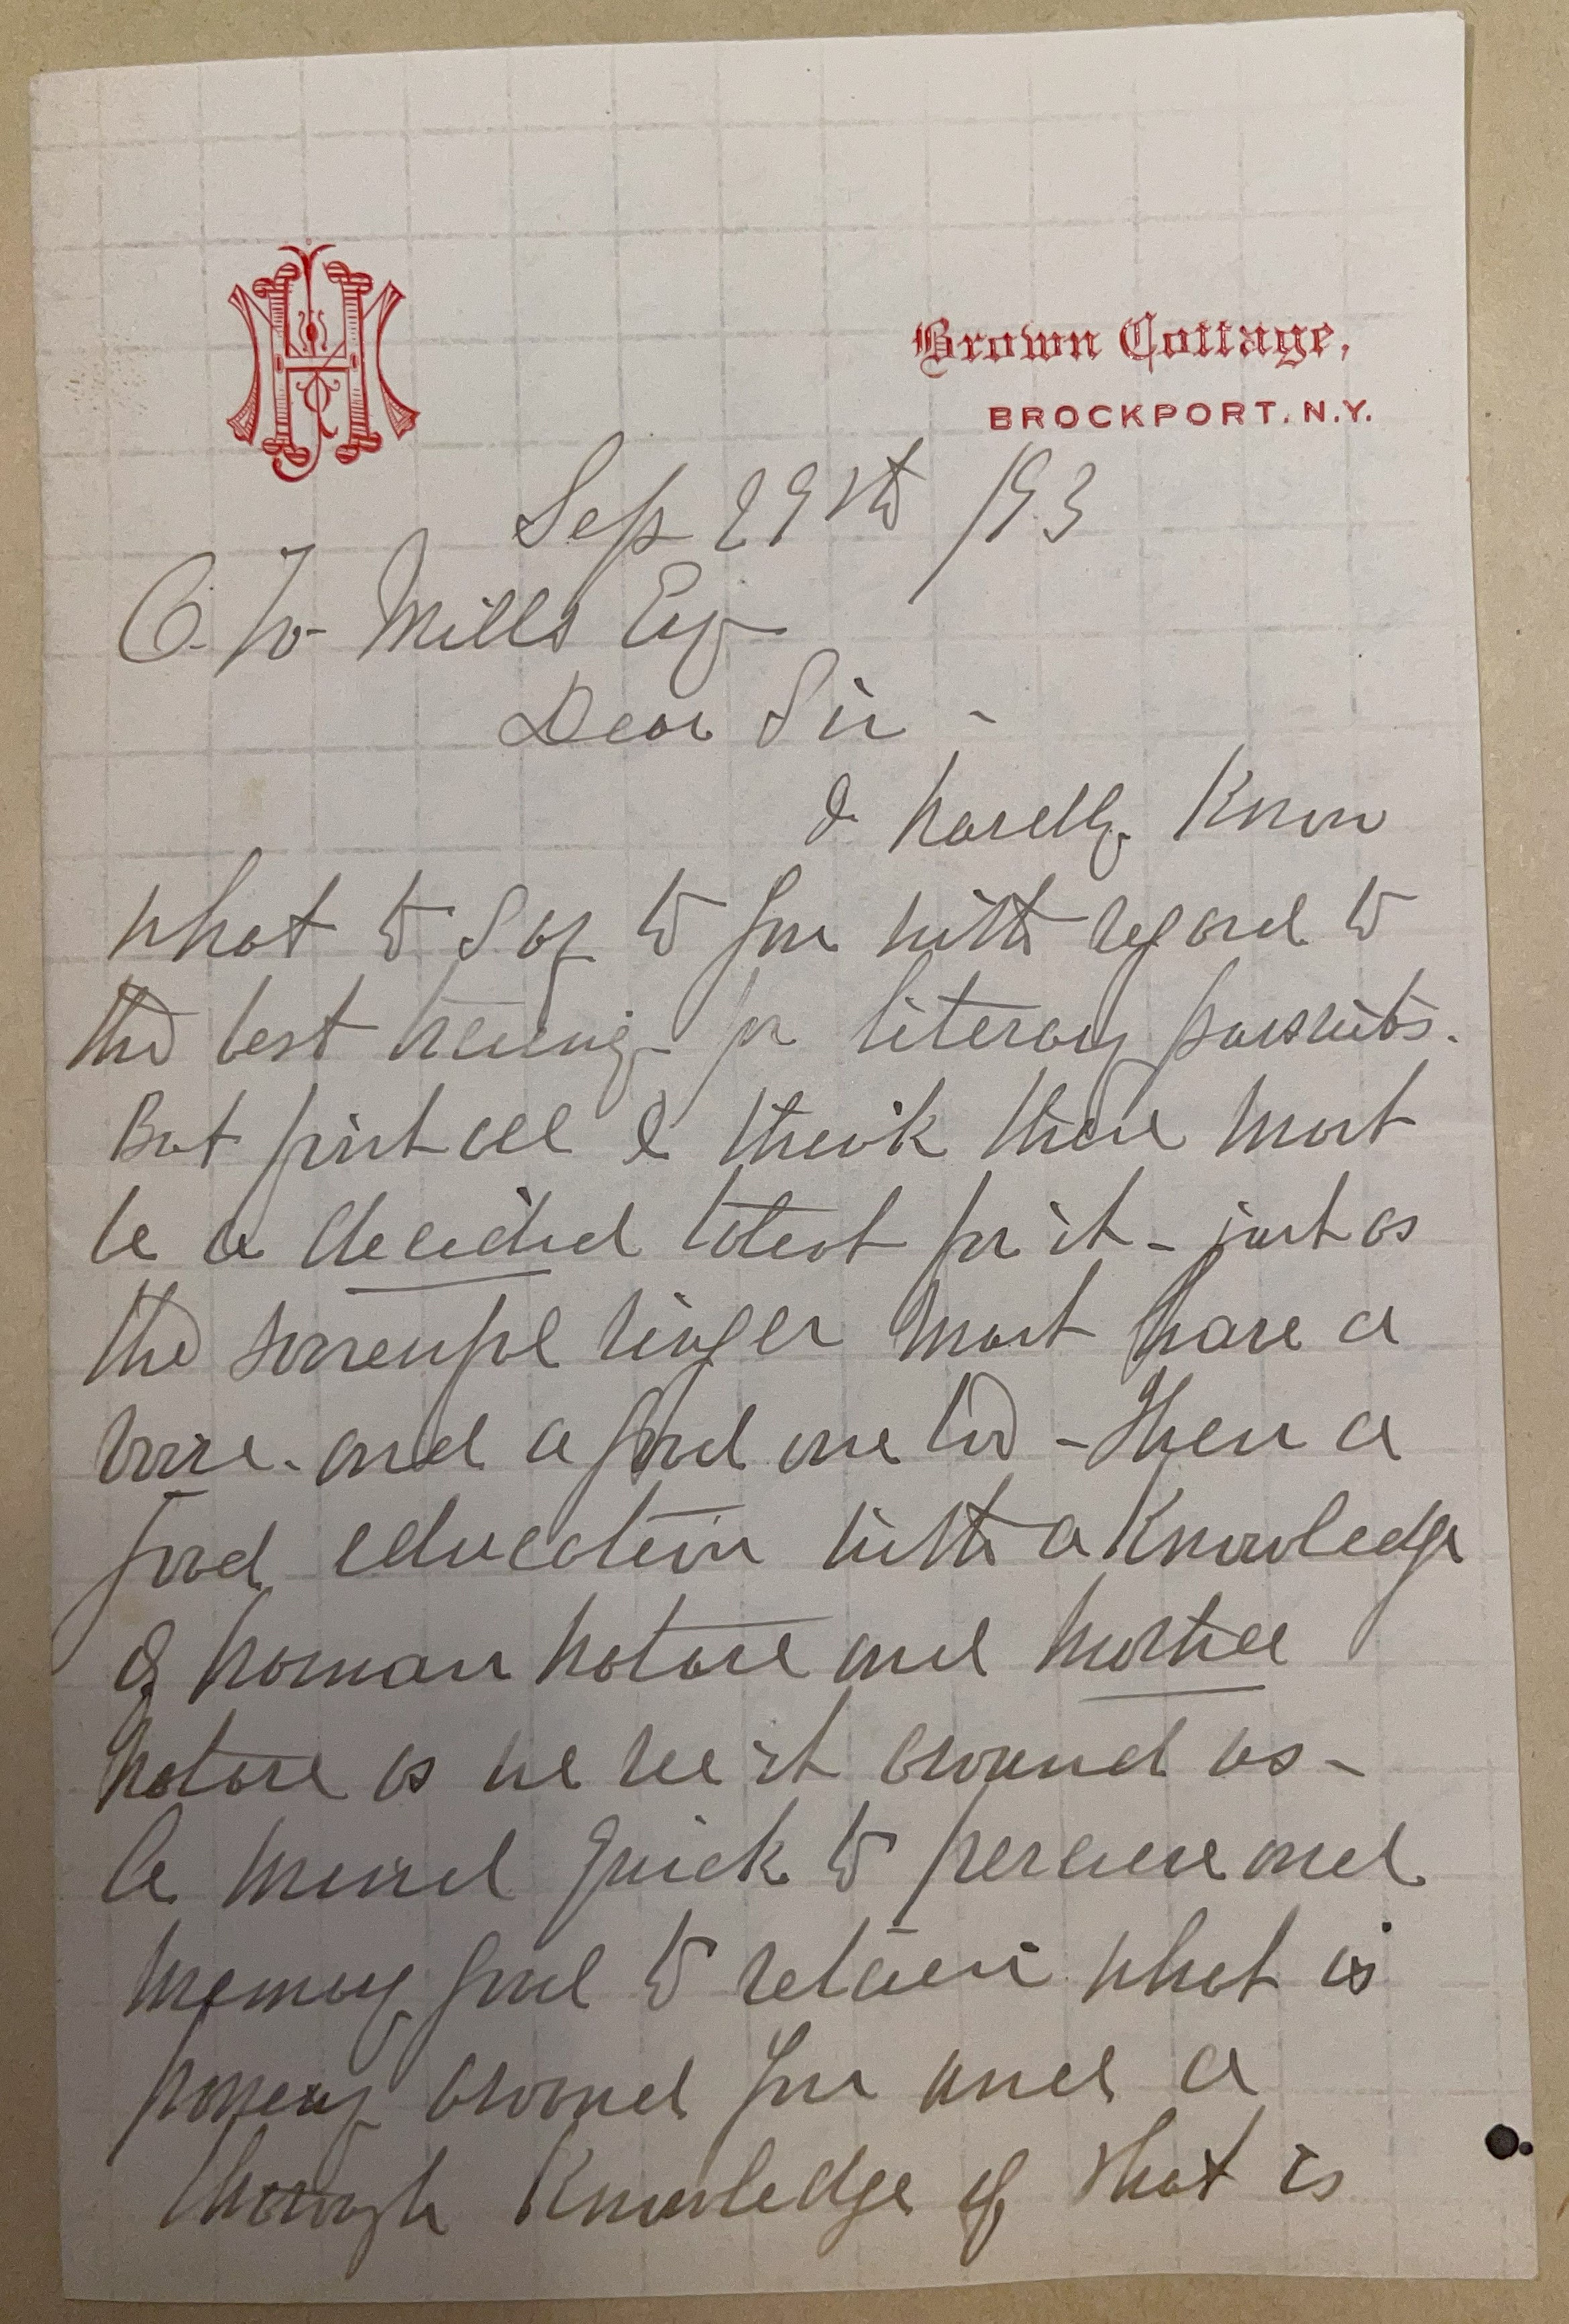 Brown Cottage,
BROCKPORT. N.Y.
Sep 29th /93
C. W. Mills Esq
Dear Sir -
I hardly know
what to say to you with regard to
the best training for literary pursuits.
But first all I think there must
be a decided talent for it - just as
the successful singer must have a
voice - and a good one too - Then a
good education with a knowledge
of human nature and
nature as we see it around us -
A mind quick to perceive and
memory good to retain what is
passing around you and a
thorough knowledge of what is